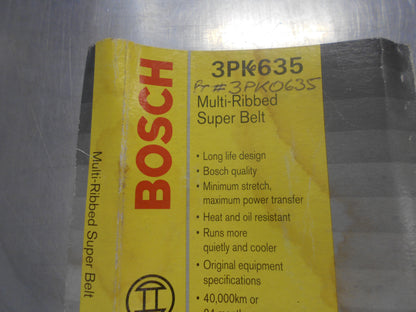 3PK635
Pt #3PK0635
Multi-Ribbed
Super Belt
• Long life design
• Bosch quality
• Minimum stretch,
maximum power transfer
• Heat and oil resistant
• Runs more
quietly and cooler
• Original equipment
specifications
• 40,000km or
BOSCH
Multi-Ribbed Super Belt